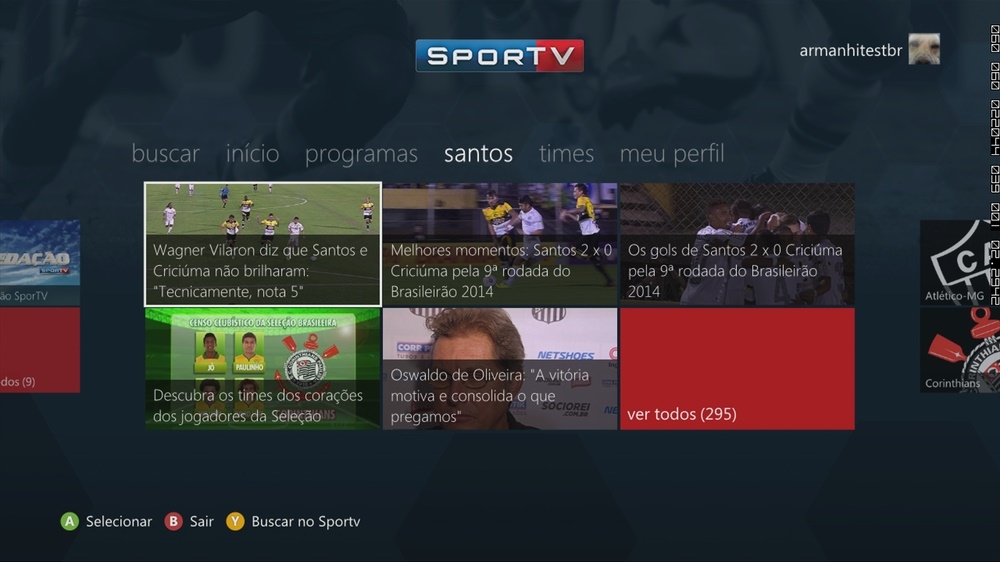 SPORTV
armanhitestbr
buscar início programas santos times meu perfil
Wagner Vilaron diz que Santos e
Criciúma não brilharam:
"Tecnicamente, nota 5"
Melhores momentos: Santos 2 x 0
Criciúma pela 9ª rodada do
Brasileirão 2014
Os gols de Santos 2 x 0 Criciúma
pela 9ª rodada do Brasileirão
2014
DAÇÃO
SPORTV
ão SporTV
dos (9)
CENSO CLUBÍSTICO DA SELEÇÃO BRASILEIRA
JÔ PAULINHO
Descubra os times dos corações
dos jogadores da Seleção
NETSHOES
Oswaldo de Oliveira: "A vitória
motiva e consolida o que
pregamos"
SOCIOREI.COM.BR
ver todos (295)
Atlético-MG
Corinthians
A Selecionar B Sair Y Buscar no Sportv